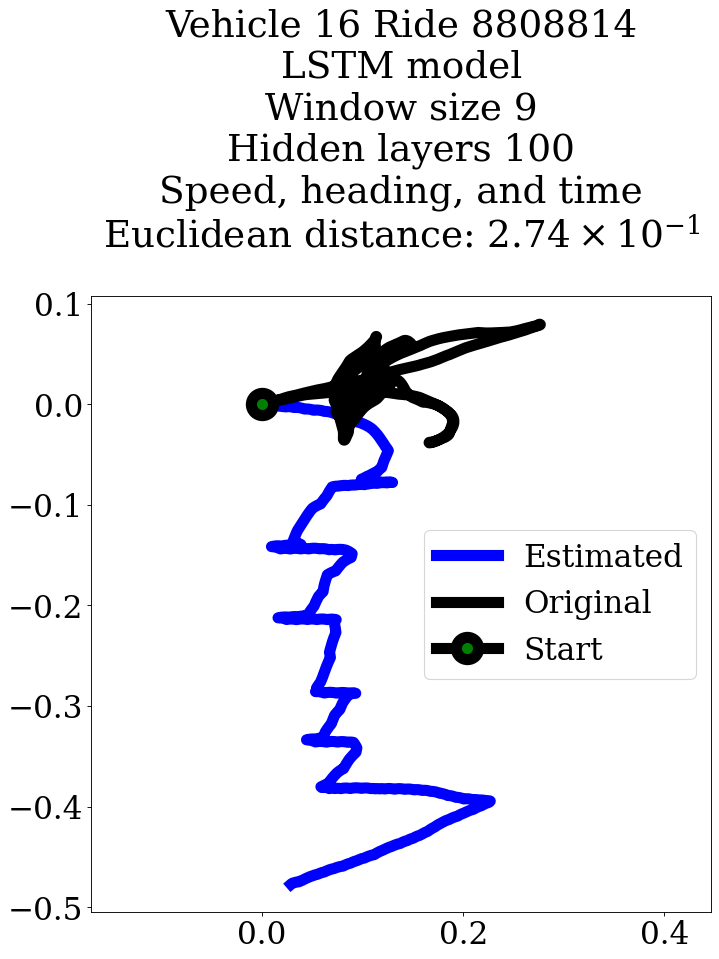 Vehicle 16 Ride 8808814
LSTM model
Window size 9
Hidden layers 100
Speed, heading, and time
Euclidean distance: 2.74 × 10⁻¹
0.1
0.0
−0.1
−0.2
−0.3
−0.4
−0.5
Estimated
Original
Start
0.0 0.2 0.4